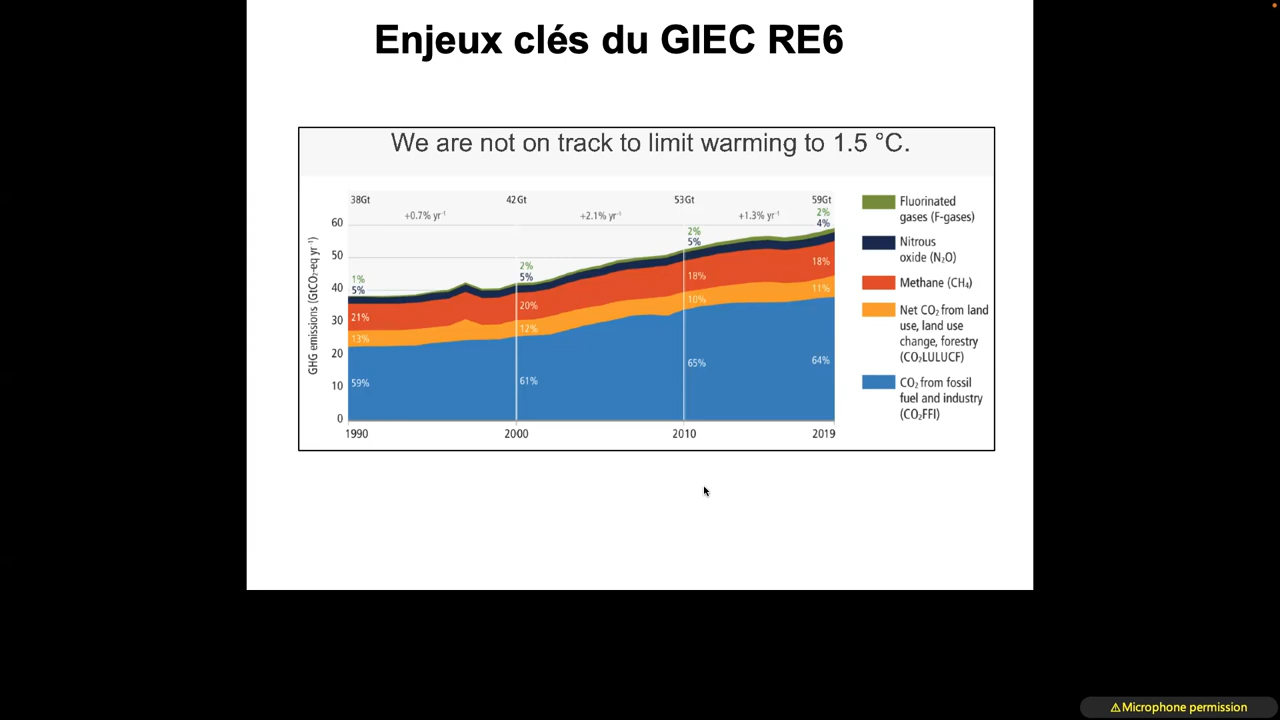 Enjeux clés du GIEC RE6
We are not on track to limit warming to 1.5 °C.
38Gt
42Gt
53Gt
59Gt
+0.7% yr⁻¹
+2.1% yr⁻¹
+1.3% yr⁻¹
GHG emissions (GtCO₂-eq yr⁻¹)
60
50
40
30
20
10
0
1%
5%
21%
13%
59%
2%
5%
20%
12%
61%
2%
5%
18%
10%
65%
2%
4%
18%
11%
64%
1990
2000
2010
2019
Fluorinated
gases (F-gases)
Nitrous
oxide (N₂O)
Methane (CH₄)
Net CO₂ from land
use, land use
change, forestry
(CO₂LULUCF)
CO₂ from fossil
fuel and industry
(CO₂FFI)
⚠Microphone permission